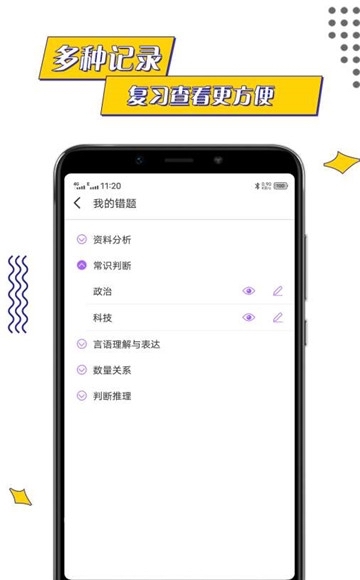 多种记录
复习查看更方便
11:20
我的错题
资料分析
常识判断
政治
科技
言语理解与表达
数量关系
判断推理